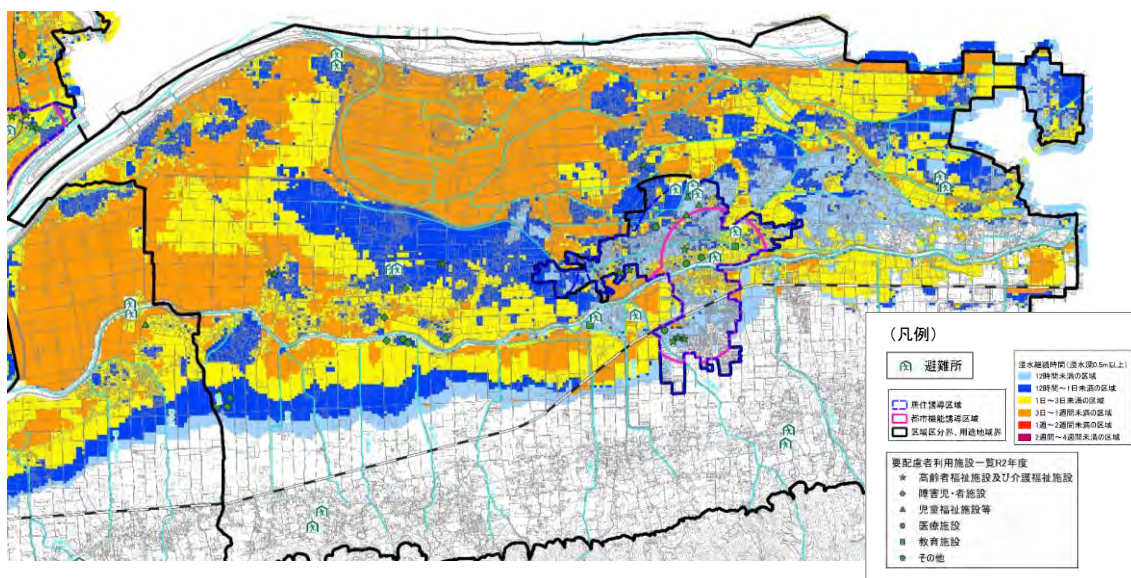 (凡例)
避難所
居住誘導区域
都市機能誘導区域
区域区分界、用途地域界
浸水継続時間(浸水深0.5m以上)
12時間未満の区域
12時間～1日未満の区域
1日～3日未満の区域
3日～1週間未満の区域
1週～2週間未満の区域
2週間～4週間未満の区域
要配慮者利用施設一覧R2年度
高齢者福祉施設及び介護福祉施設
障害児・者施設
児童福祉施設等
医療施設
教育施設
その他